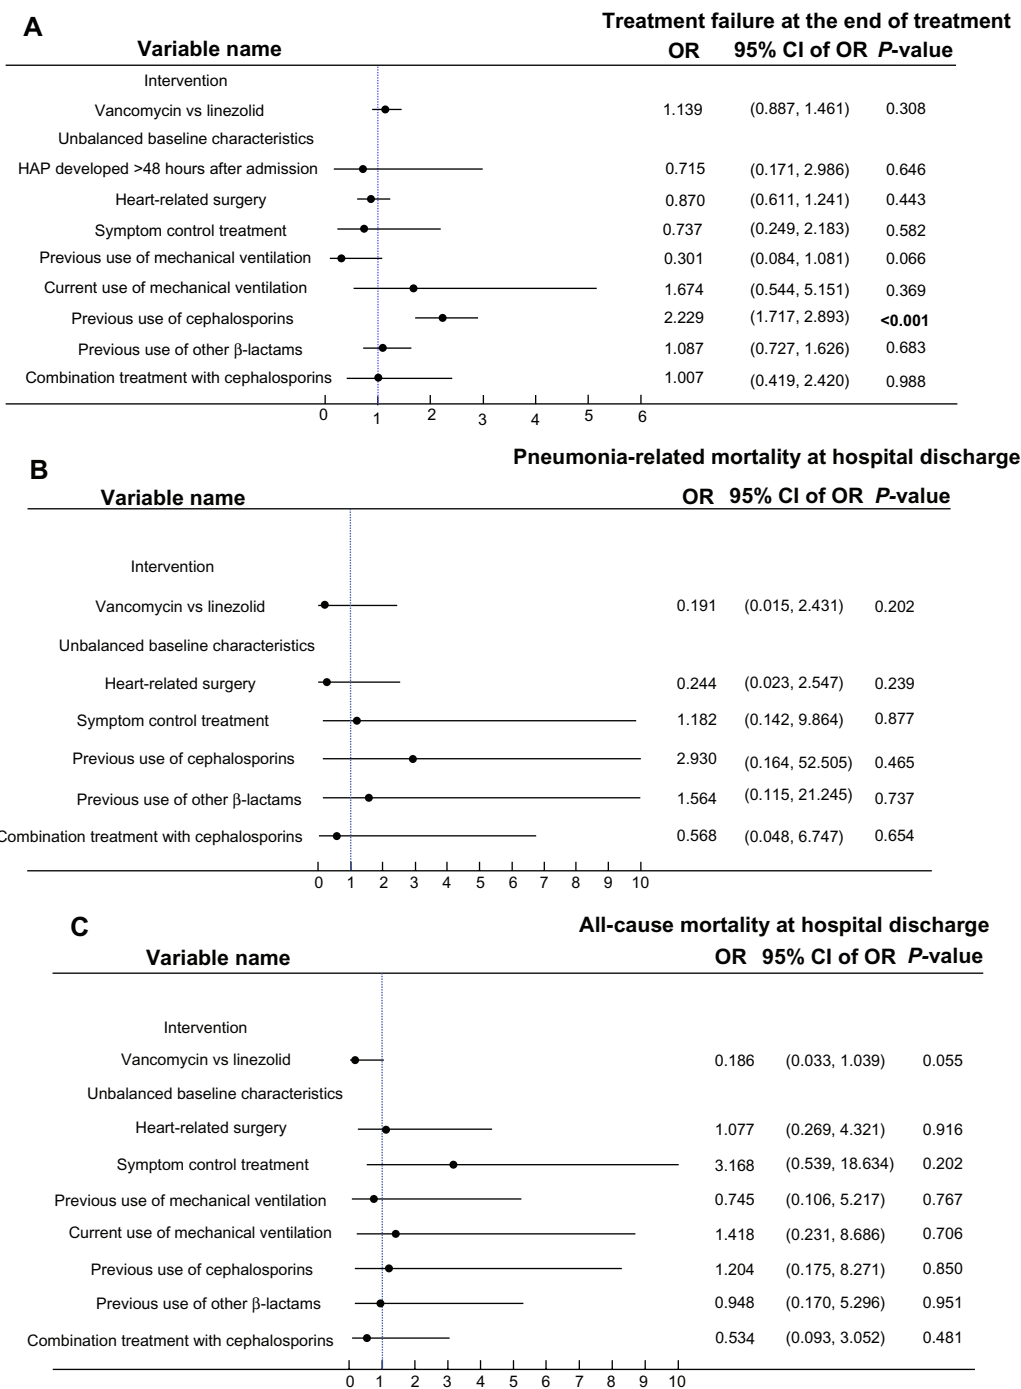 A
Treatment failure at the end of treatment
Variable name OR 95% CI of OR P-value
Intervention
Vancomycin vs linezolid 1.139 (0.887, 1.461) 0.308
Unbalanced baseline characteristics
HAP developed >48 hours after admission 0.715 (0.171, 2.986) 0.646
Heart-related surgery 0.870 (0.611, 1.241) 0.443
Symptom control treatment 0.737 (0.249, 2.183) 0.582
Previous use of mechanical ventilation 0.301 (0.084, 1.081) 0.066
Current use of mechanical ventilation 1.674 (0.544, 5.151) 0.369
Previous use of cephalosporins 2.229 (1.717, 2.893) <0.001
Previous use of other β-lactams 1.087 (0.727, 1.626) 0.683
Combination treatment with cephalosporins 1.007 (0.419, 2.420) 0.988
0 1 2 3 4 5 6
B
Pneumonia-related mortality at hospital discharge
Variable name OR 95% CI of OR P-value
Intervention
Vancomycin vs linezolid 0.191 (0.015, 2.431) 0.202
Unbalanced baseline characteristics
Heart-related surgery 0.244 (0.023, 2.547) 0.239
Symptom control treatment 1.182 (0.142, 9.864) 0.877
Previous use of cephalosporins 2.930 (0.164, 52.505) 0.465
Previous use of other β-lactams 1.564 (0.115, 21.245) 0.737
Combination treatment with cephalosporins 0.568 (0.048, 6.747) 0.654
0 1 2 3 4 5 6 7 8 9 10
C
All-cause mortality at hospital discharge
Variable name OR 95% CI of OR P-value
Intervention
Vancomycin vs linezolid 0.186 (0.033, 1.039) 0.055
Unbalanced baseline characteristics
Heart-related surgery 1.077 (0.269, 4.321) 0.916
Symptom control treatment 3.168 (0.539, 18.634) 0.202
Previous use of mechanical ventilation 0.745 (0.106, 5.217) 0.767
Current use of mechanical ventilation 1.418 (0.231, 8.686) 0.706
Previous use of cephalosporins 1.204 (0.175, 8.271) 0.850
Previous use of other β-lactams 0.948 (0.170, 5.296) 0.951
Combination treatment with cephalosporins 0.534 (0.093, 3.052) 0.481
0 1 2 3 4 5 6 7 8 9 10